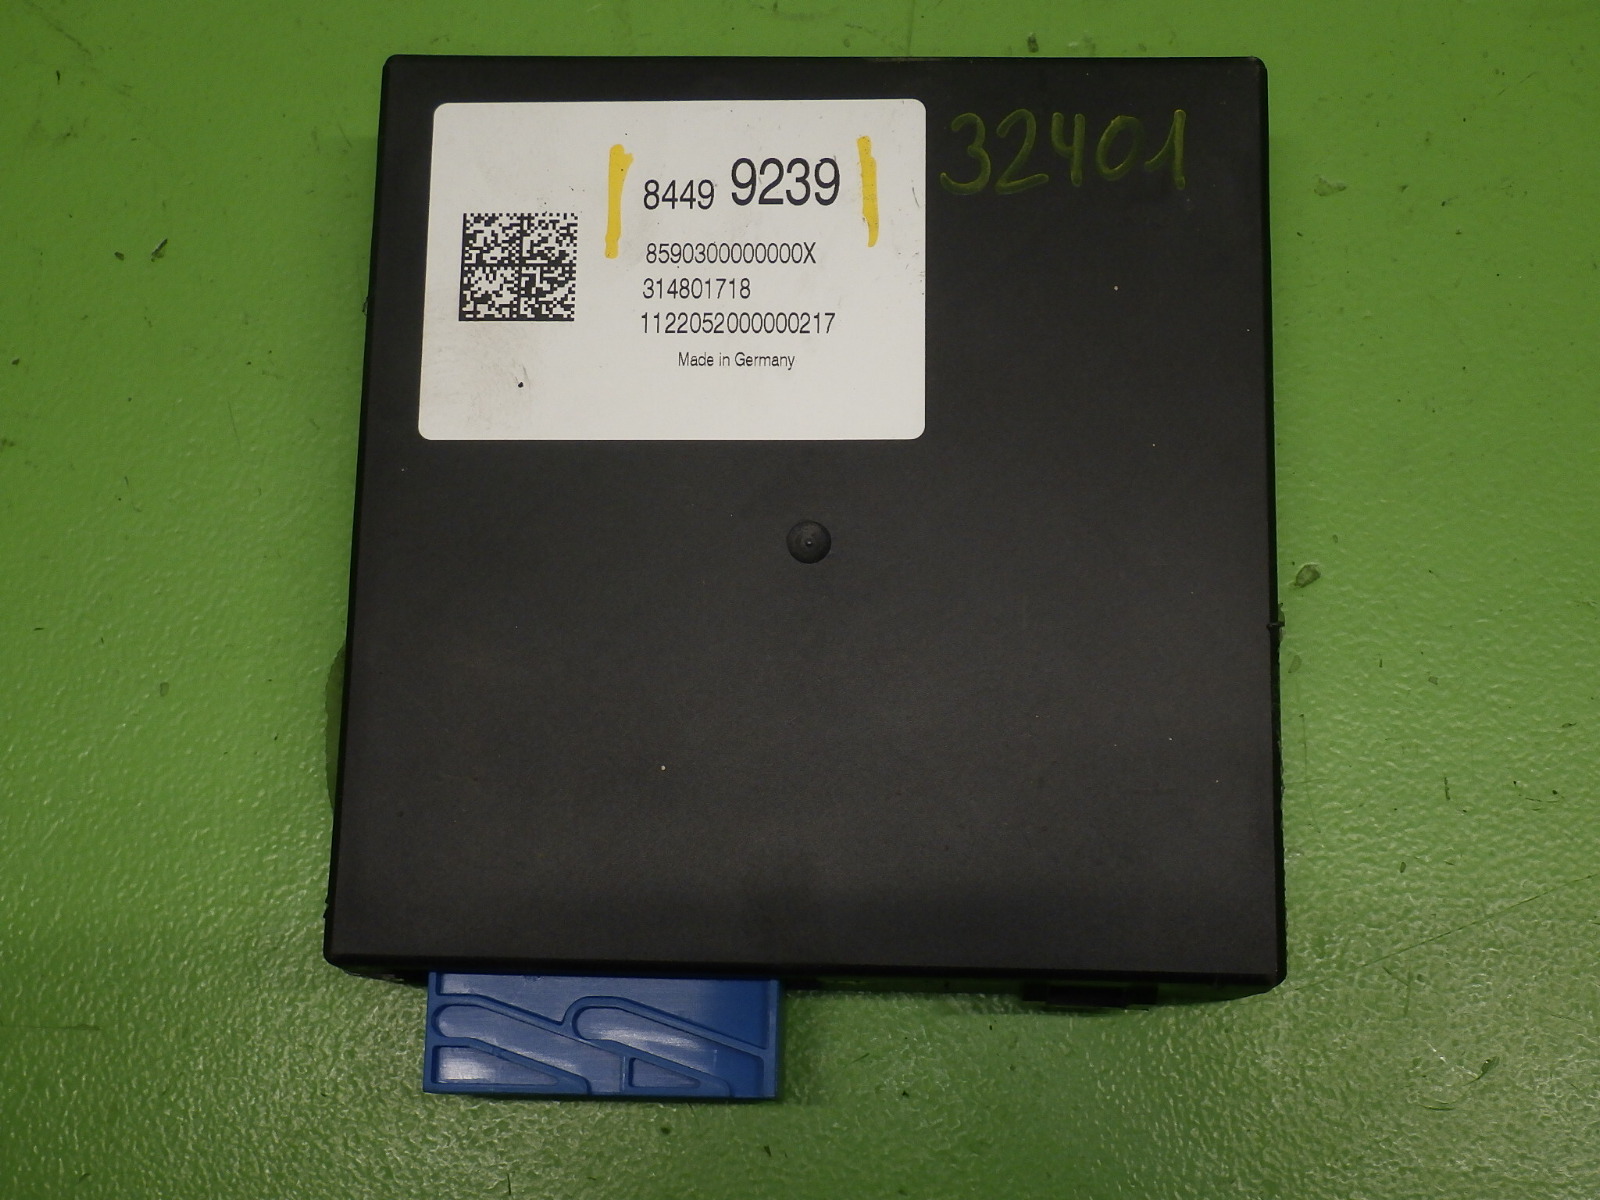 8449 9239
32401
8590300000000X
314801718
1122052000000217
Made in Germany